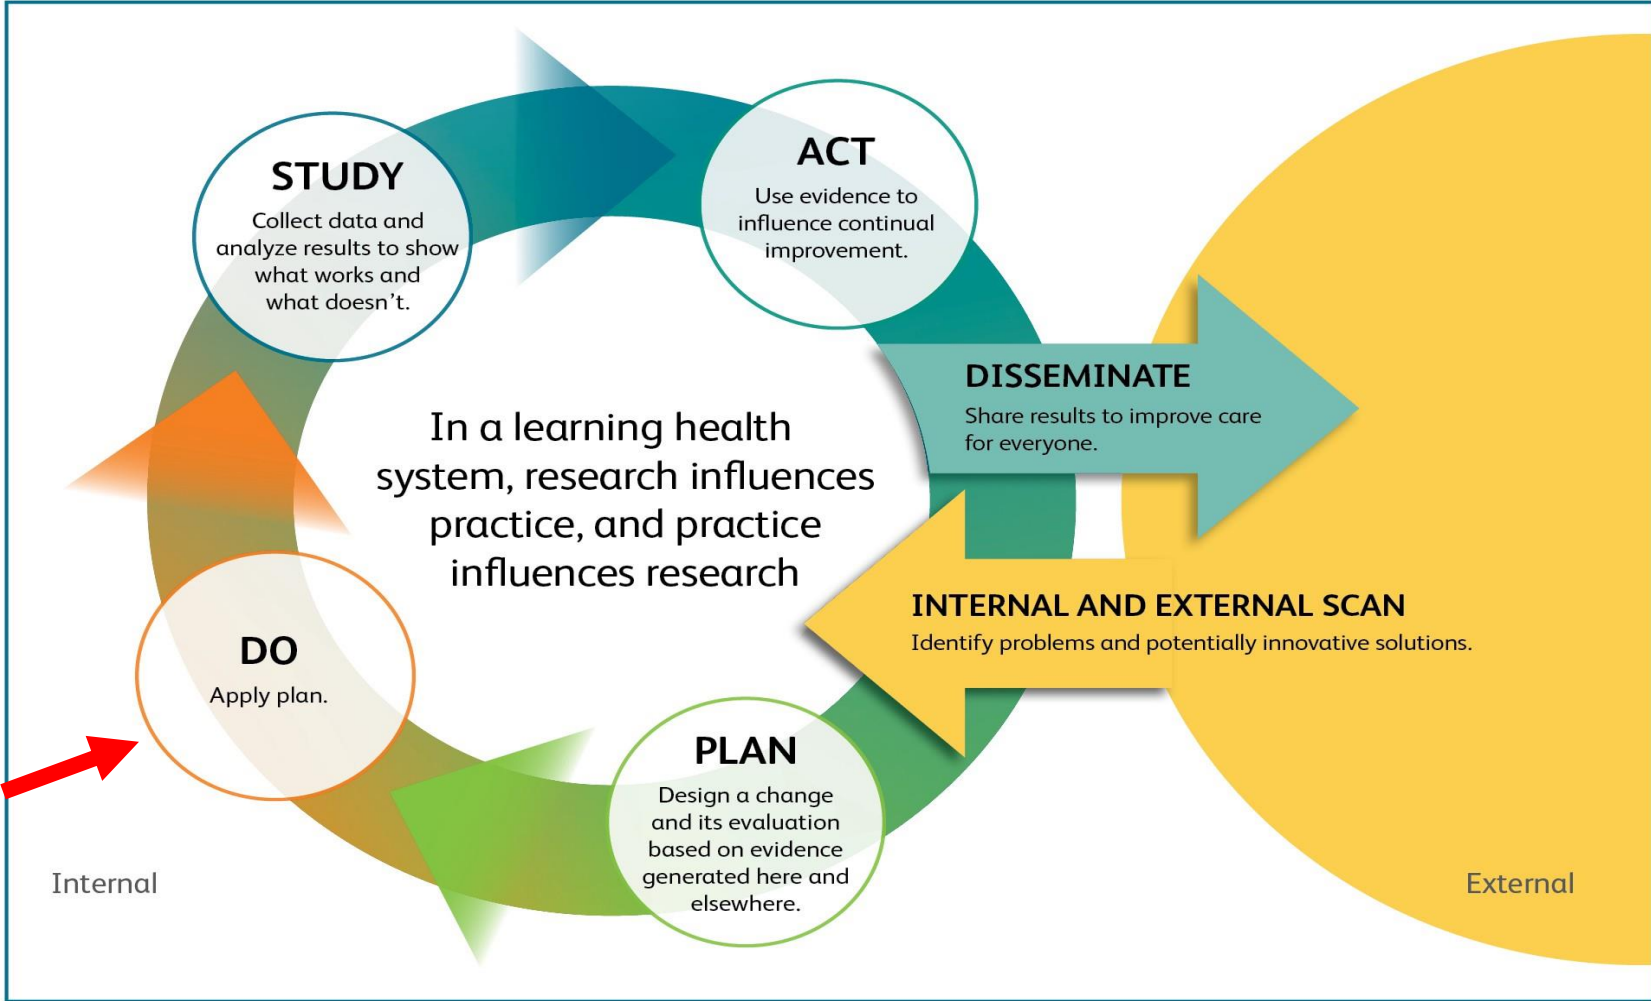 STUDY
Collect data and
analyze results to show
what works and
what doesn't.
ACT
Use evidence to
influence continual
improvement.
DISSEMINATE
Share results to improve care
for everyone.
In a learning health
system, research influences
practice, and practice
influences research
INTERNAL AND EXTERNAL SCAN
Identify problems and potentially innovative solutions.
DO
Apply plan.
PLAN
Design a change
and its evaluation
based on evidence
generated here and
elsewhere.
Internal
External